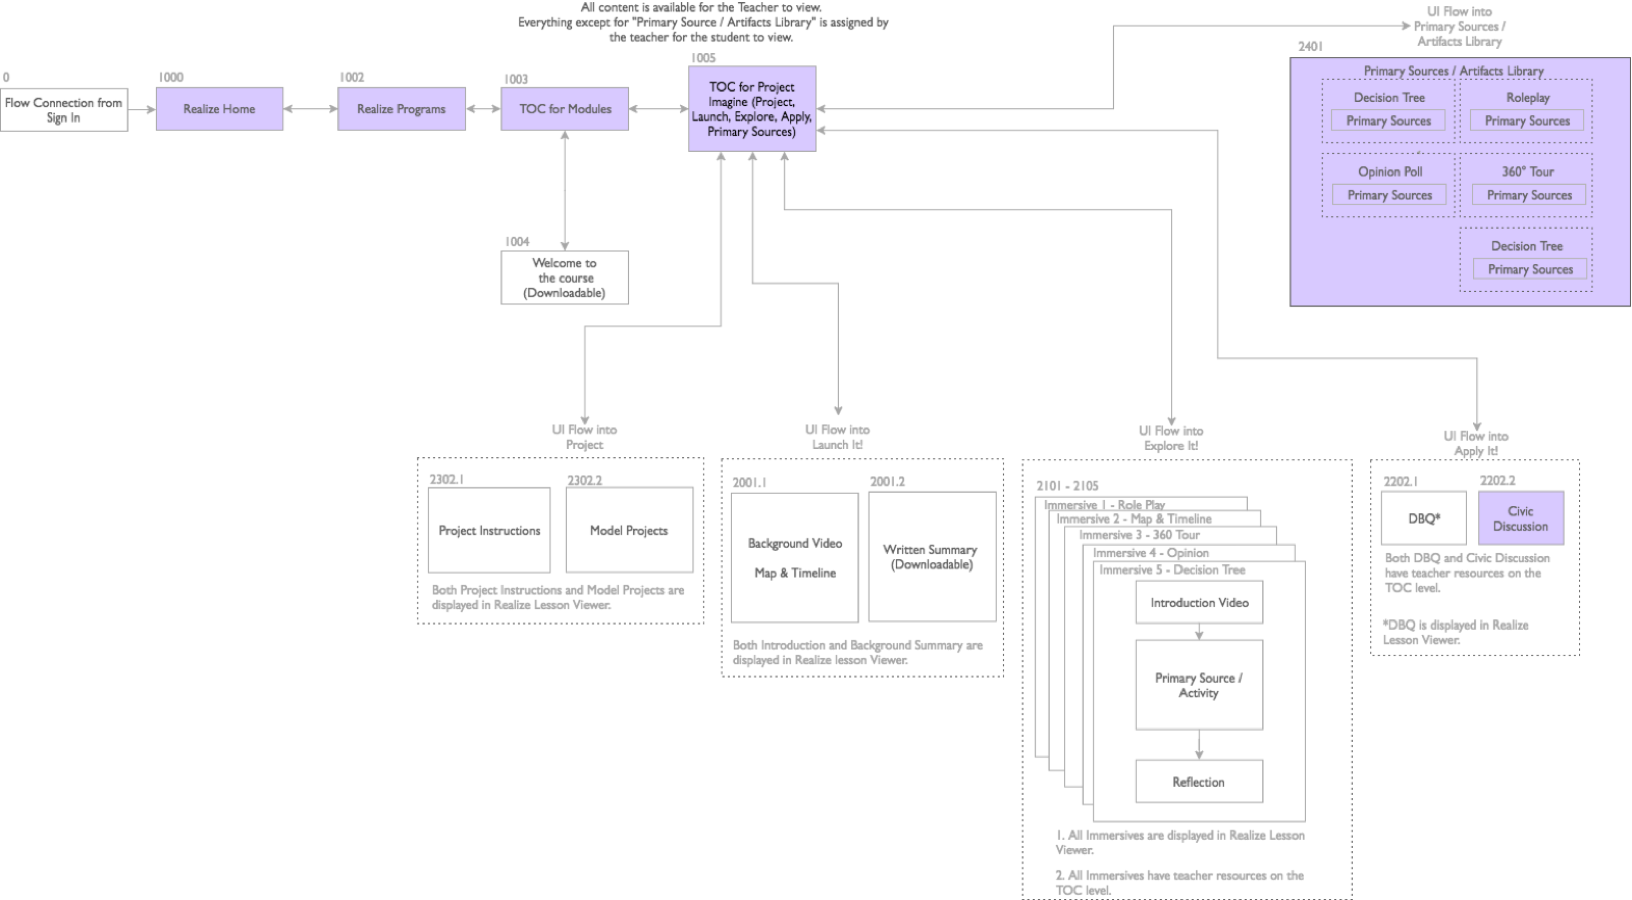 All content is available for the Teacher to view.
Everything except for "Primary Source / Artifacts Library" is assigned by
the teacher for the student to view.
0
Flow Connection from
Sign In
1000
Realize Home
1002
Realize Programs
1003
TOC for Modules
1005
TOC for Project
Imagine (Project,
Launch, Explore, Apply,
Primary Sources)
1004
Welcome to
the course
(Downloadable)
UI Flow into
Primary Sources /
Artifacts Library
2401
Primary Sources / Artifacts Library
Decision Tree
Primary Sources
Roleplay
Primary Sources
Opinion Poll
Primary Sources
360° Tour
Primary Sources
Decision Tree
Primary Sources
UI Flow into
Project
2302.1
Project Instructions
2302.2
Model Projects
Both Project Instructions and Model Projects are
displayed in Realize Lesson Viewer.
UI Flow into
Launch It!
2001.1
Background Video
Map & Timeline
2001.2
Written Summary
(Downloadable)
Both Introduction and Background Summary are
displayed in Realize lesson Viewer.
UI Flow into
Explore It!
2101 - 2105
Immersive 1 - Role Play
Immersive 2 - Map & Timeline
Immersive 3 - 360 Tour
Immersive 4 - Opinion
Immersive 5 - Decision Tree
Introduction Video
Primary Source /
Activity
Reflection
1. All Immersives are displayed in Realize Lesson
Viewer.
2. All Immersives have teacher resources on the
TOC level.
UI Flow into
Apply It!
2202.1
DBQ*
2202.2
Civic
Discussion
Both DBQ and Civic Discussion
have teacher resources on the
TOC level.
*DBQ is displayed in Realize
Lesson Viewer.